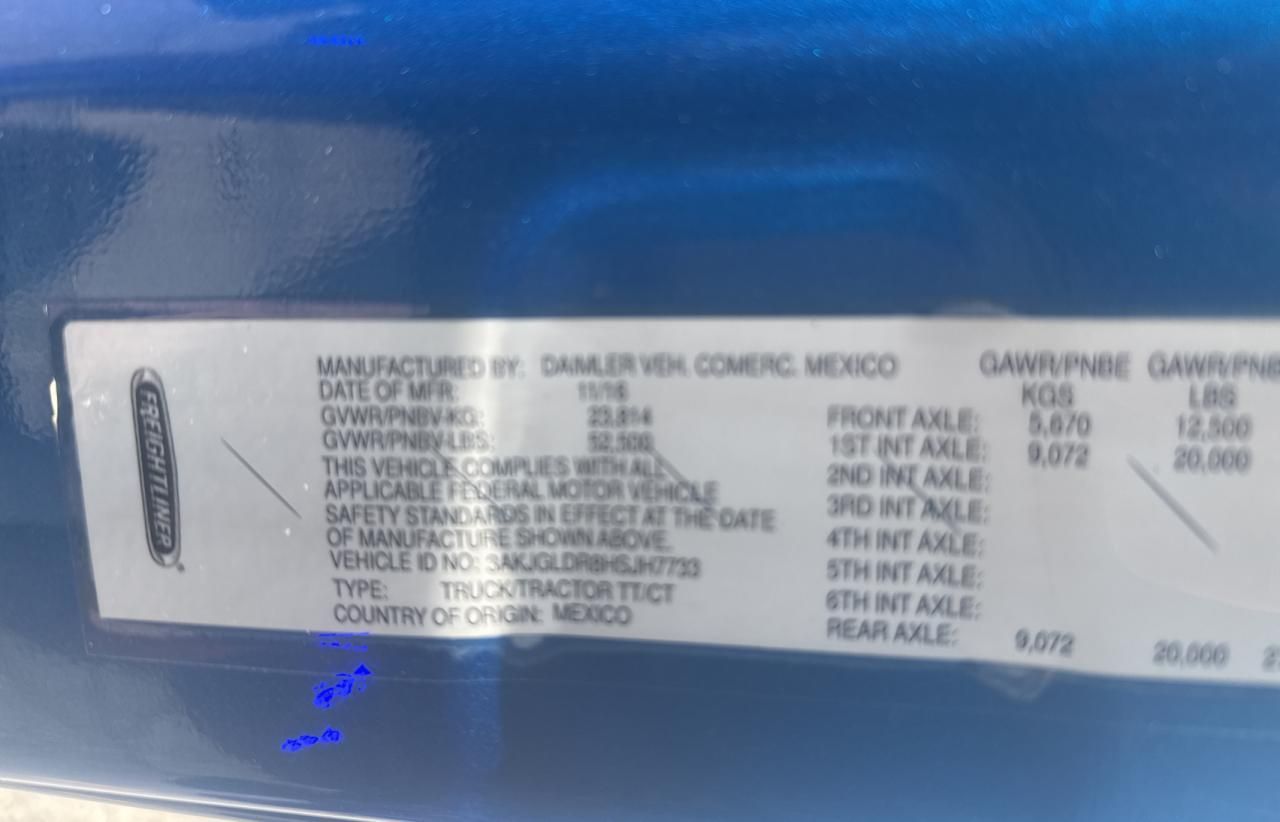 FREIGHTLINER
MANUFACTURED BY: DAIMLER VEH. COMERC. MEXICO
DATE OF MFR: 11/16
GVWR/PNBV-KG: 23,814
GVWR/PNBV-LBS: 52,500
THIS VEHICLE COMPLIES WITH ALL
APPLICABLE FEDERAL MOTOR VEHICLE
SAFETY STANDARDS IN EFFECT AT THE DATE
OF MANUFACTURE SHOWN ABOVE.
VEHICLE ID NO:
TYPE: TRUCK/TRACTOR TT/CT
COUNTRY OF ORIGIN: MEXICO
GAWR/PNBE GAWR/PNB
KGS LBS
FRONT AXLE: 5,670 12,500
1ST INT AXLE: 9,072 20,000
2ND INT AXLE:
3RD INT AXLE:
4TH INT AXLE:
5TH INT AXLE:
6TH INT AXLE:
REAR AXLE: 9,072 20,000